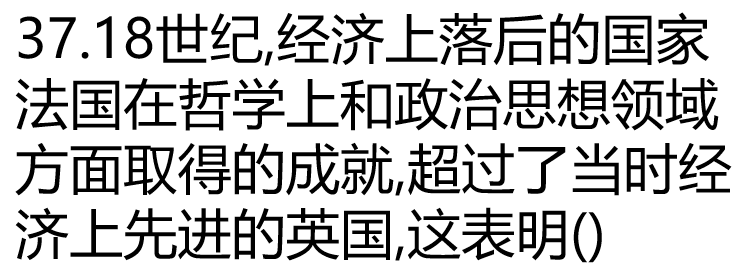 37.18世纪,经济上落后的国家
法国在哲学上和政治思想领域
方面取得的成就,超过了当时经
济上先进的英国,这表明()